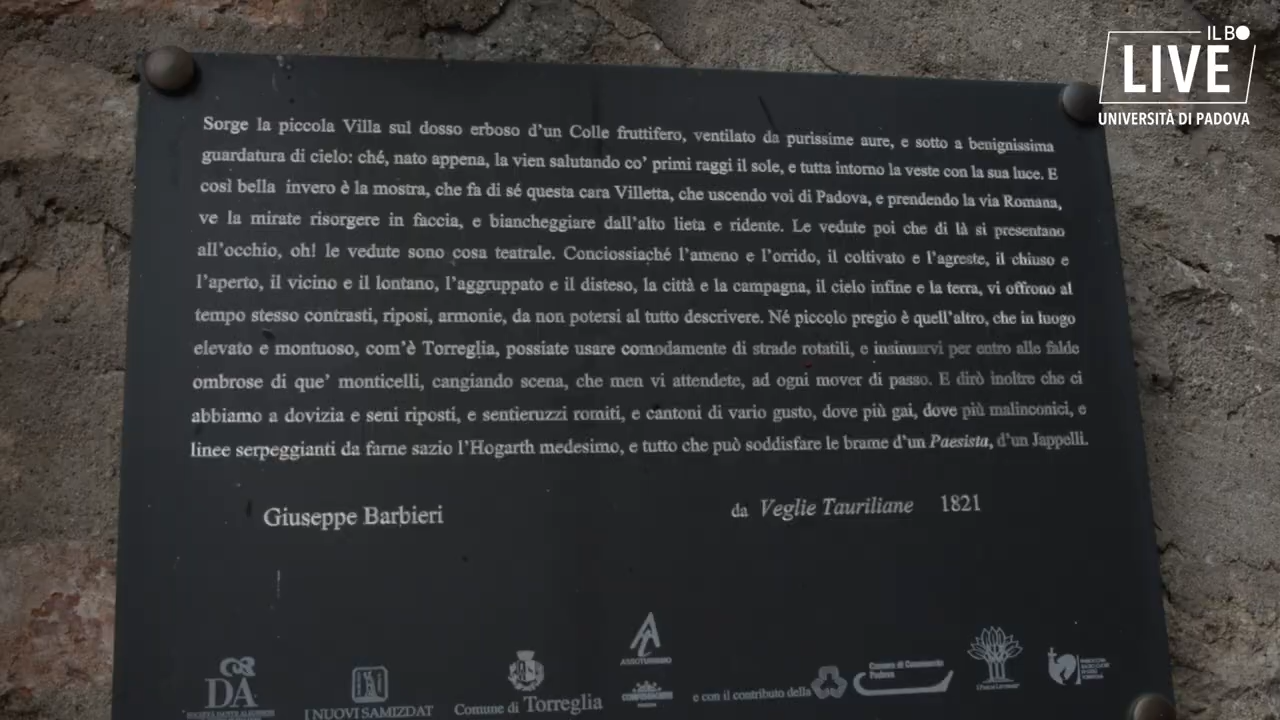 IL BO
LIVE
UNIVERSITÀ DI PADOVA
Sorge la piccola Villa sul dosso erboso d'un Colle fruttifero, ventilato da purissime aure, e sotto a benignissima
guardatura di cielo: ché, nato appena, la vien salutando co' primi raggi il sole, e tutta intorno la veste con la sua luce. E
così bella invero è la mostra, che fa di sé questa cara Villetta, che uscendo voi di Padova, e prendendo la via Romana,
ve la mirate risorgere in faccia, e biancheggiare dall'alto lieta e ridente. Le vedute poi che di là si presentano
all'occhio, oh! le vedute sono cosa teatrale. Conciossiaché l'ameno e l'orrido, il coltivato e l'agreste, il chiuso e
l'aperto, il vicino e il lontano, l'aggruppato e il disteso, la città e la campagna, il cielo infine e la terra, vi offrono al
tempo stesso contrasti, riposi, armonie, da non potersi al tutto descrivere. Né piccolo pregio è quell'altro, che in luogo
elevato e montuoso, com'è Torreglia, possiate usare comodamente di strade rotatili, e insinuarvi per entro alle falde
ombrose di que' monticelli, cangiando scena, che men vi attendete, ad ogni mover di passo. E dirò inoltre che ci
abbiamo a dovizia e seni riposti, e sentieruzzi romiti, e cantoni di vario gusto, dove più gai, dove più malinconici, e
linee serpeggianti da farne sazio l'Hogarth medesimo, e tutto che può soddisfare le brame d'un Paesista, d'un Jappelli.
Giuseppe Barbieri
da Veglie Tauriliane 1821
DA
SOCIETÀ DANTE ALIGHIERI
I NUOVI SAMIZDAT
Comune di Torreglia
ASSOTURISMO
CONFESERCENTI
e con il contributo della
Camera di Commercio
Padova